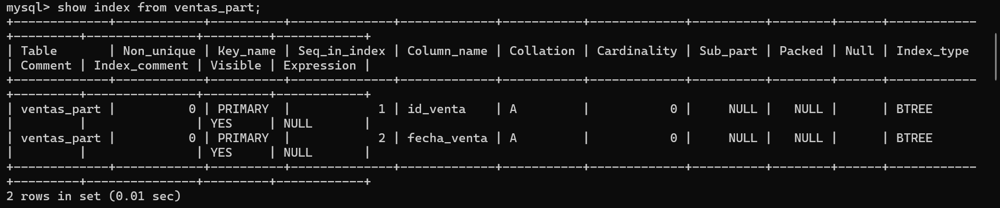 mysql> show index from ventas_part;
+-------------+------------+----------+--------------+-------------+-----------+-------------+----------+--------+------+------------
+---------+---------------+---------+------------+
| Table       | Non_unique | Key_name | Seq_in_index | Column_name | Collation | Cardinality | Sub_part | Packed | Null | Index_type
| Comment | Index_comment | Visible | Expression |
+-------------+------------+----------+--------------+-------------+-----------+-------------+----------+--------+------+------------
+---------+---------------+---------+------------+
| ventas_part |          0 | PRIMARY  |            1 | id_venta    | A         |           0 |     NULL |   NULL |      | BTREE
|         |               | YES     | NULL       |
| ventas_part |          0 | PRIMARY  |            2 | fecha_venta | A         |           0 |     NULL |   NULL |      | BTREE
|         |               | YES     | NULL       |
+-------------+------------+----------+--------------+-------------+-----------+-------------+----------+--------+------+------------
+---------+---------------+---------+------------+
2 rows in set (0.01 sec)